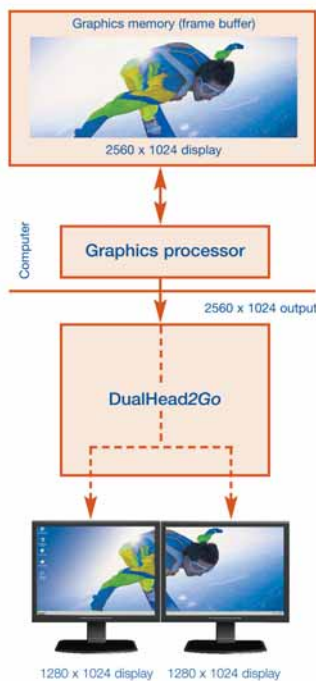 Graphics memory (frame buffer)
2560 x 1024 display
Computer
Graphics processor
2560 x 1024 output
DualHead2Go
1280 x 1024 display
1280 x 1024 display